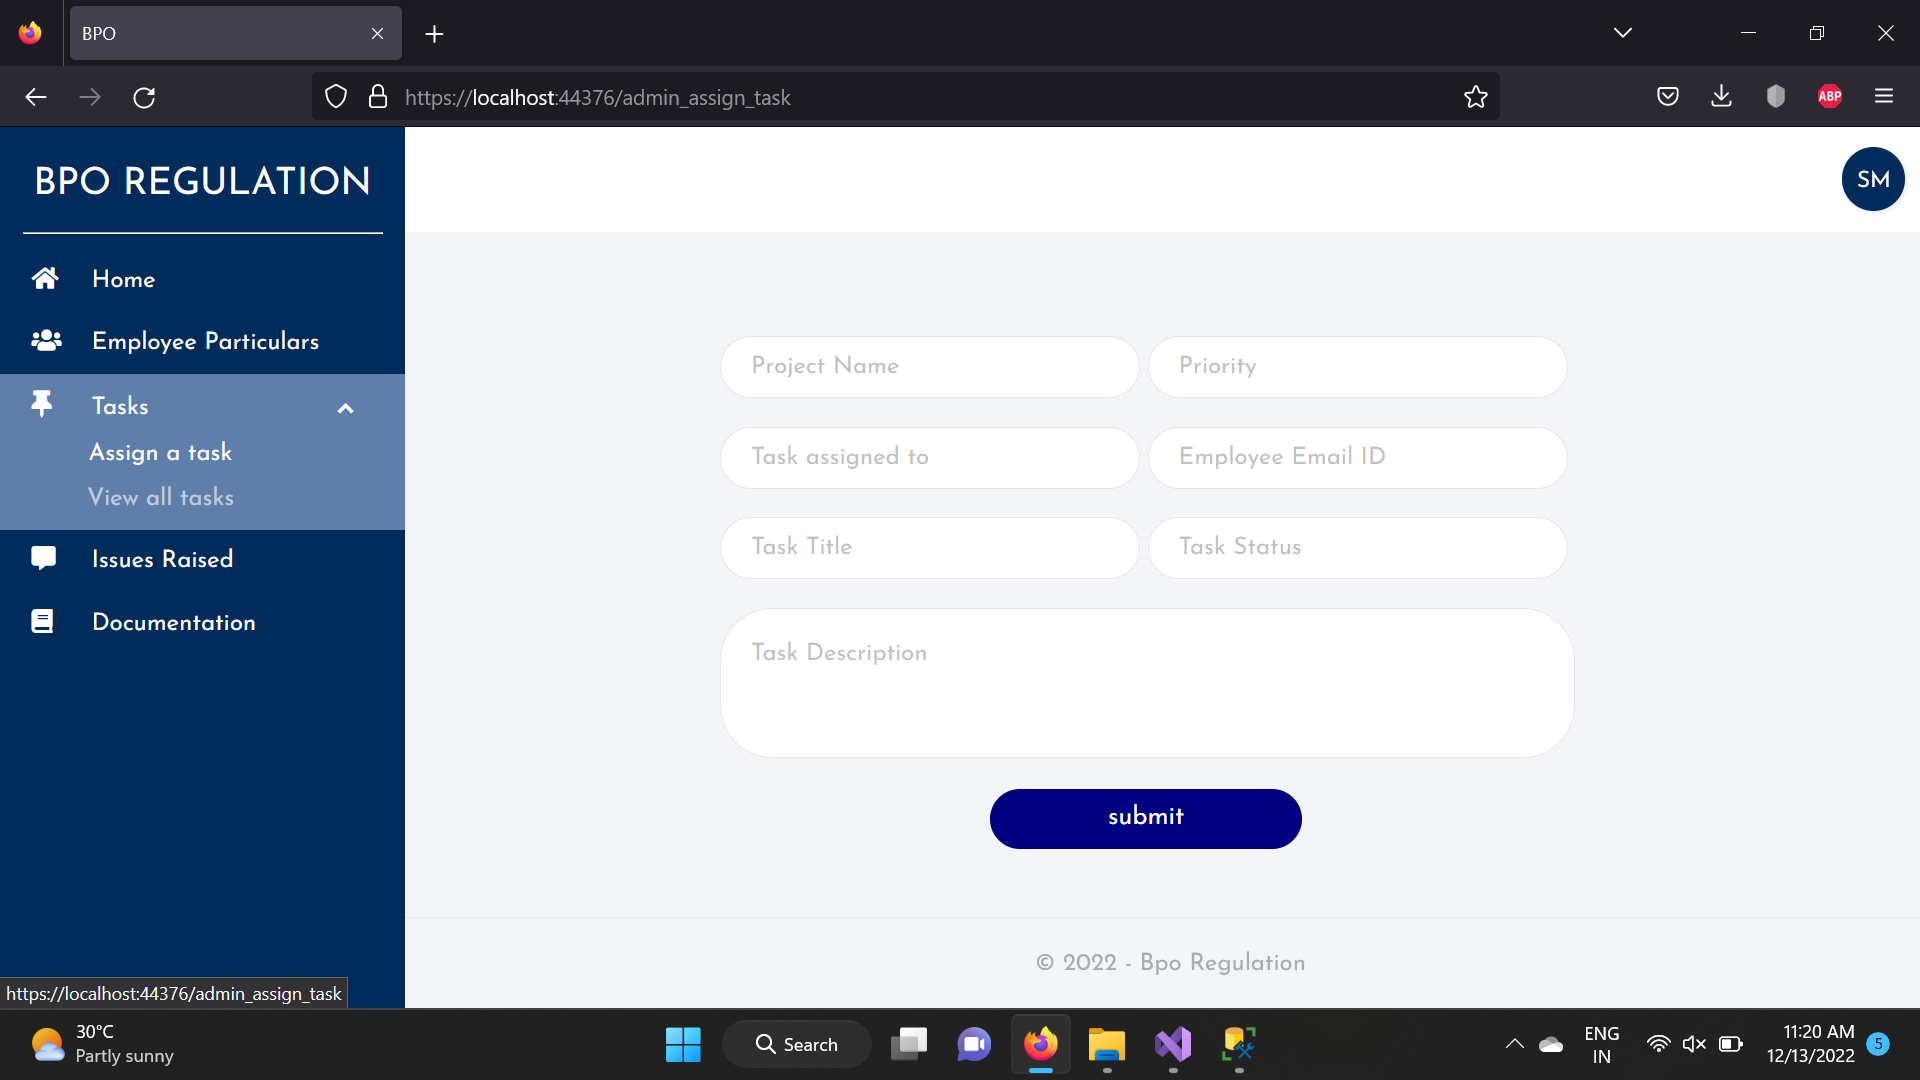 BPO
https://localhost:44376/admin_assign_task
ABP
BPO REGULATION
SM
Home
Employee Particulars
Tasks
Assign a task
View all tasks
Issues Raised
Documentation
Project Name
Priority
Task assigned to
Employee Email ID
Task Title
Task Status
Task Description
submit
© 2022 - Bpo Regulation
https://localhost:44376/admin_assign_task
30°C
Partly sunny
Search
ENG
IN
11:20 AM
12/13/2022
5